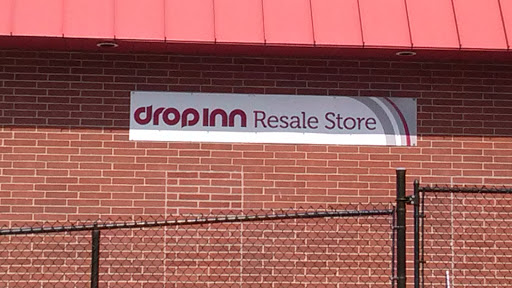 dropinn Resale Store